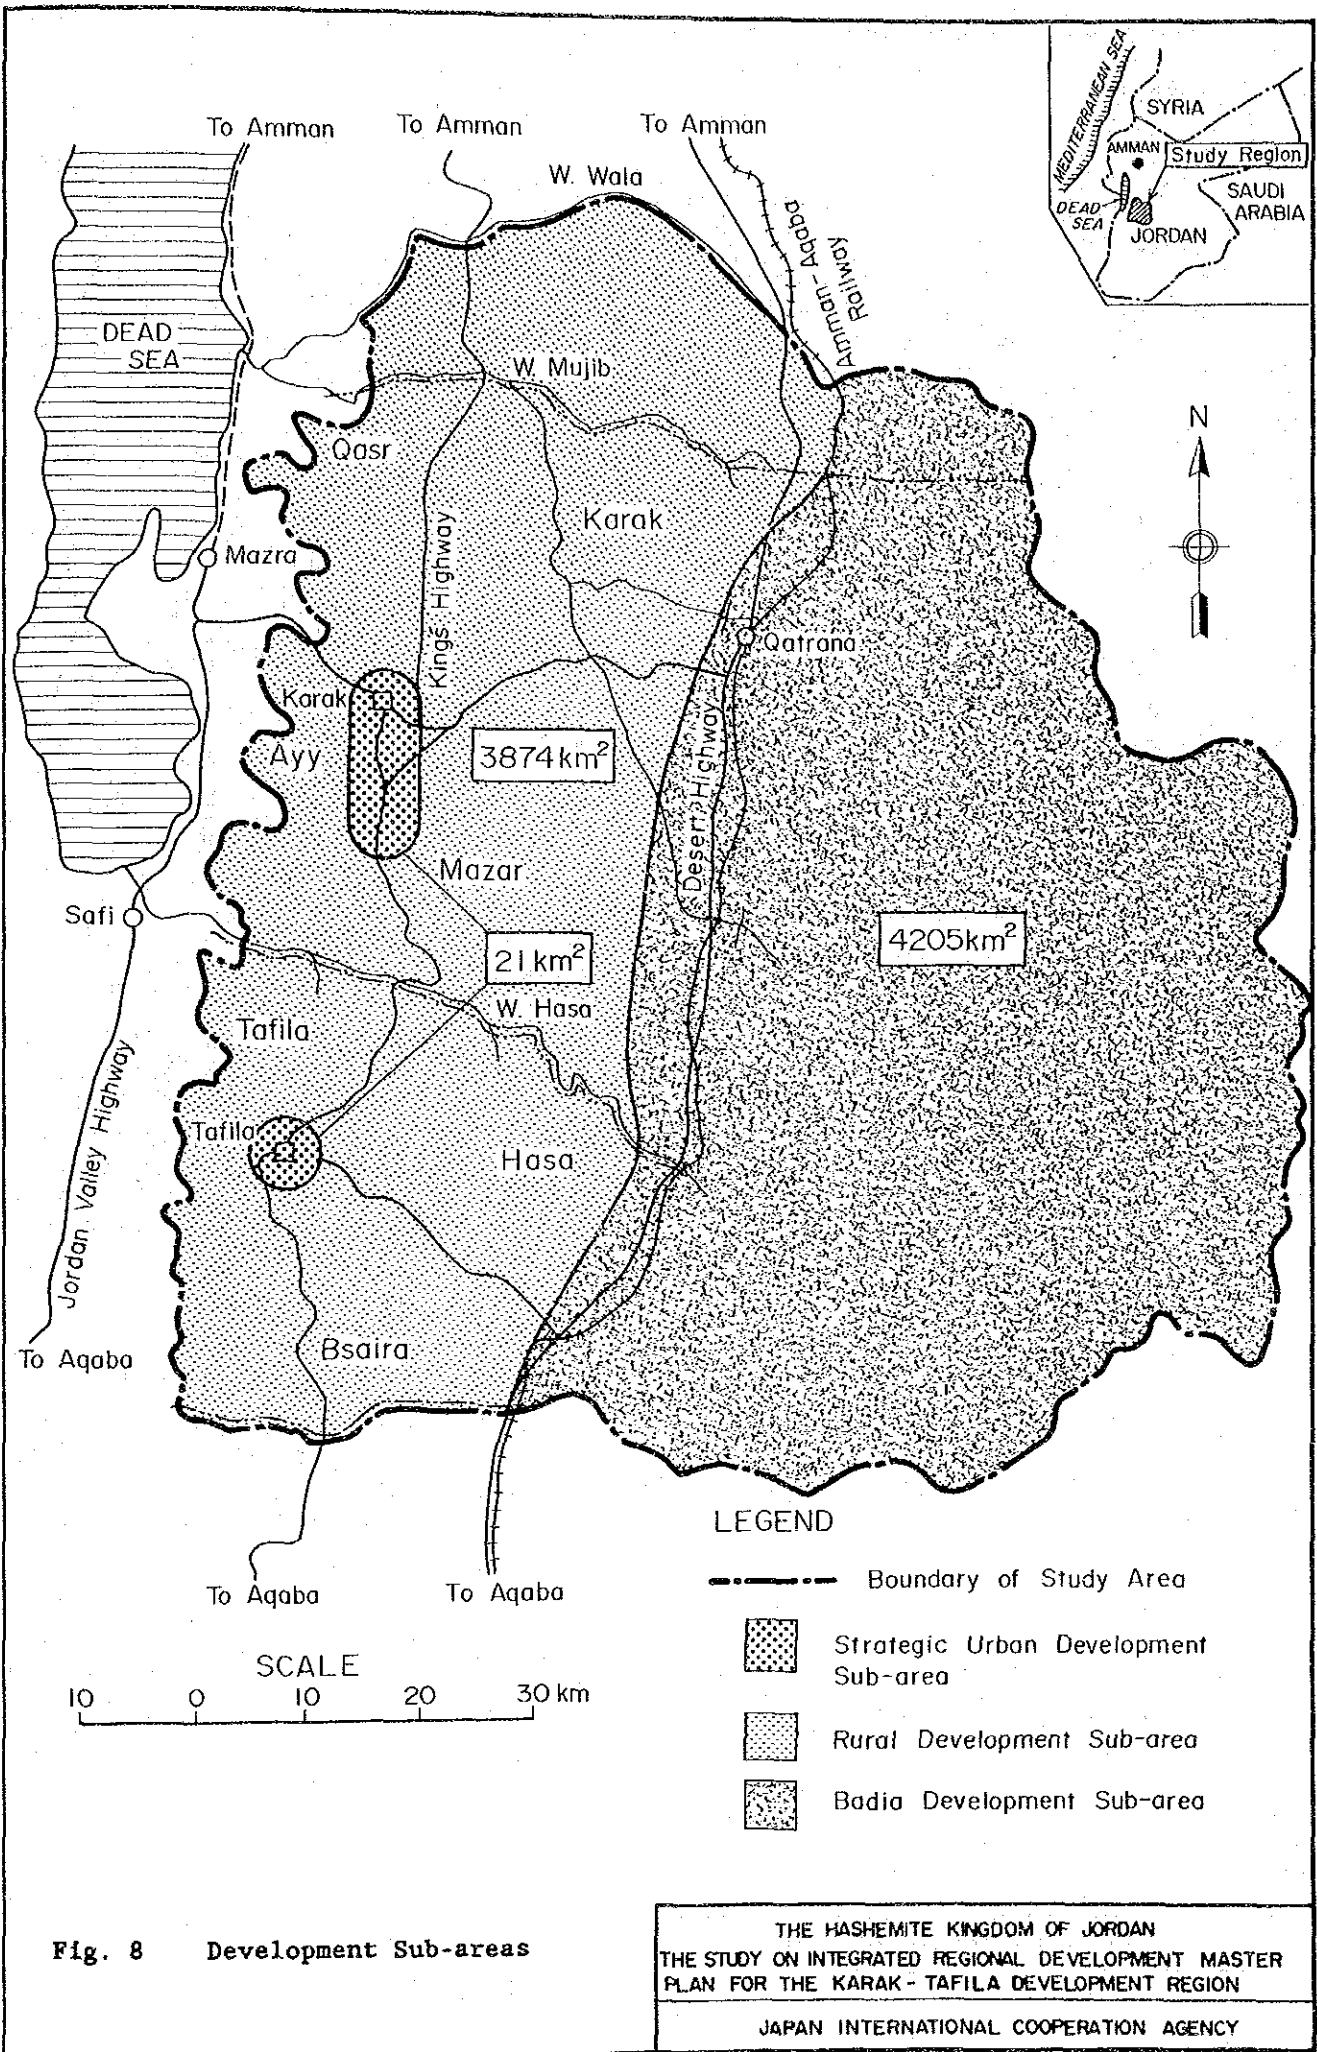 MEDITERRANEAN SEA
SYRIA
AMMAN
Study Region
SAUDI
ARABIA
DEAD
SEA
JORDAN
To Amman
To Amman
To Amman
W. Wala
Amman-Aqaba
Railway
DEAD
SEA
W. Mujib
Qasr
N
Karak
Mazra
Kings Highway
Qatrana
Karak
Ayy
3874km²
Desert Highway
Mazar
Safi
4205km²
21km²
W. Hasa
Tafila
Jordan Valley Highway
Tafila
Hasa
To Aqaba
Bsaira
LEGEND
To Aqaba
To Aqaba
Boundary of Study Area
Strategic Urban Development
Sub-area
Rural Development Sub-area
Badia Development Sub-area
SCALE
10 0 10 20 30 km
Fig. 8 Development Sub-areas
THE HASHEMITE KINGDOM OF JORDAN
THE STUDY ON INTEGRATED REGIONAL DEVELOPMENT MASTER
PLAN FOR THE KARAK-TAFILA DEVELOPMENT REGION
JAPAN INTERNATIONAL COOPERATION AGENCY